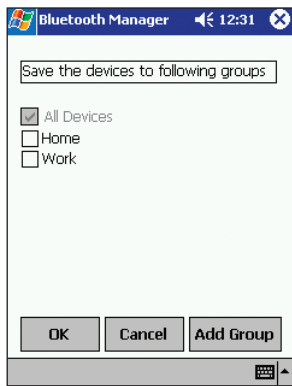 Bluetooth Manager 12:31
Save the devices to following groups
All Devices
Home
Work
OK Cancel Add Group